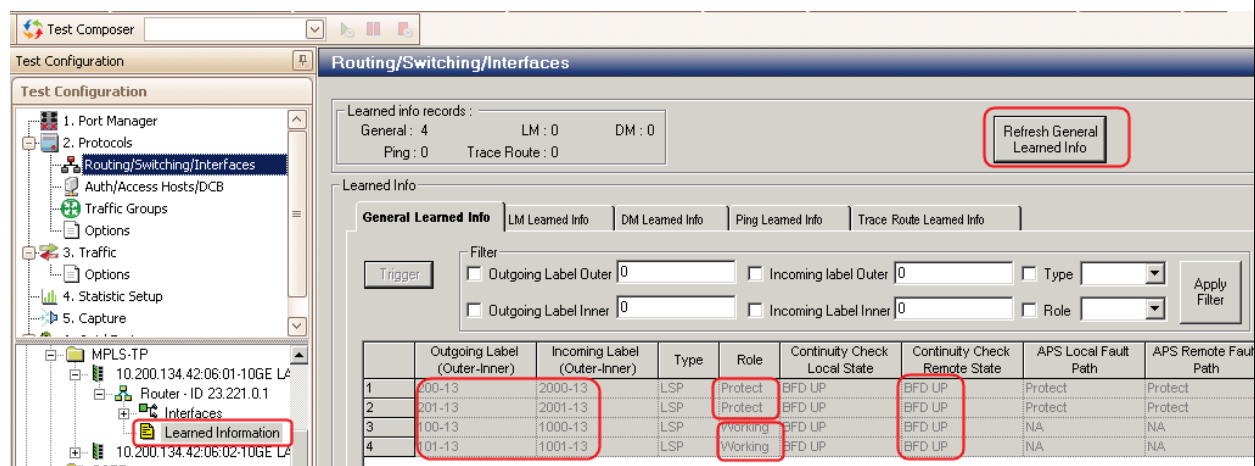 Test Composer
Test Configuration
Test Configuration
1. Port Manager
2. Protocols
Routing/Switching/Interfaces
Auth/Access Hosts/DCB
Traffic Groups
Options
3. Traffic
Options
4. Statistic Setup
5. Capture
MPLS-TP
10.200.134.42:06:01-10GE LA
Router - ID 23.221.0.1
Interfaces
Learned Information
10.200.134.42:06:02-10GE LA
Routing/Switching/Interfaces
Learned info records :
General : 4 LM : 0 DM : 0
Ping : 0 Trace Route : 0
Refresh General
Learned Info
Learned Info
General Learned Info LM Learned Info DM Learned Info Ping Learned Info Trace Route Learned Info
Filter
Trigger
Outgoing Label Outer 0 Incoming label Outer 0 Type
Outgoing Label Inner 0 Incoming Label Inner 0 Role
Apply
Filter
Outgoing Label (Outer-Inner) Incoming Label (Outer-Inner) Type Role Continuity Check Local State Continuity Check Remote State APS Local Fault Path APS Remote Faul Path
1 200-13 2000-13 LSP Protect BFD UP BFD UP Protect Protect
2 201-13 2001-13 LSP Protect BFD UP BFD UP Protect Protect
3 100-13 1000-13 LSP Working BFD UP BFD UP NA NA
4 101-13 1001-13 LSP Working BFD UP BFD UP NA NA